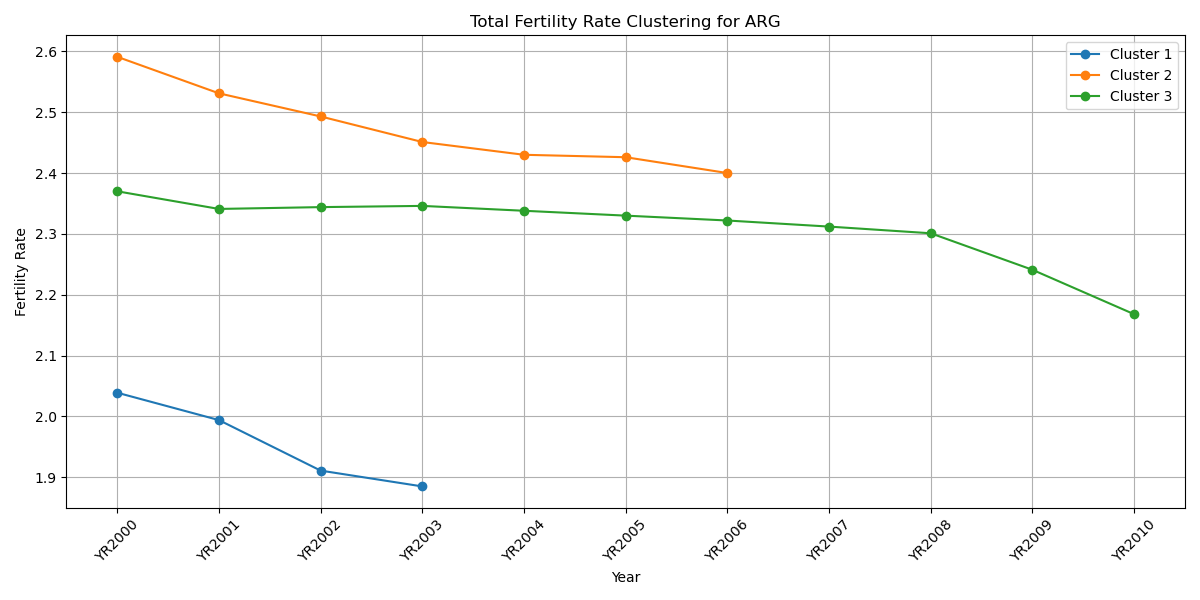 Total Fertility Rate Clustering for ARG
Cluster 1
Cluster 2
Cluster 3
Fertility Rate
2.6
2.5
2.4
2.3
2.2
2.1
2.0
1.9
YR2000
YR2001
YR2002
YR2003
YR2004
YR2005
YR2006
YR2007
YR2008
YR2009
YR2010
Year